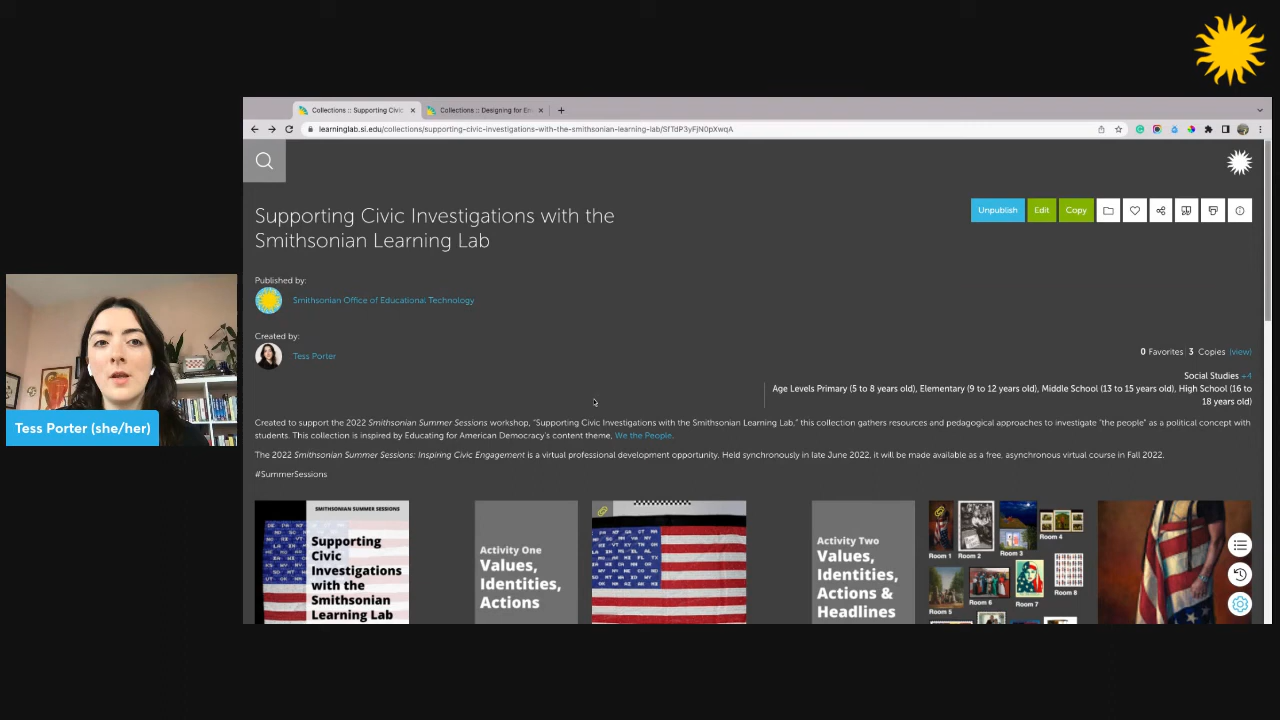 Collections :: Supporting Civic
Collections :: Designing for En
learninglab.si.edu/collections/supporting-civic-investigations-with-the-smithsonian-learning-lab/SfTdP3yFjN0pXwqA
Supporting Civic Investigations with the
Smithsonian Learning Lab
Unpublish
Edit
Copy
Published by:
Smithsonian Office of Educational Technology
Created by:
Tess Porter
0 Favorites 3 Copies (view)
Social Studies +4
Age Levels Primary (5 to 8 years old), Elementary (9 to 12 years old), Middle School (13 to 15 years old), High School (16 to
18 years old)
Created to support the 2022 Smithsonian Summer Sessions workshop, "Supporting Civic Investigations with the Smithsonian Learning Lab," this collection gathers resources and pedagogical approaches to investigate "the people" as a political concept with
students. This collection is inspired by Educating for American Democracy's content theme, We the People.
The 2022 Smithsonian Summer Sessions: Inspiring Civic Engagement is a virtual professional development opportunity. Held synchronously in late June 2022, it will be made available as a free, asynchronous virtual course in Fall 2022.
#SummerSessions
Tess Porter (she/her)
SMITHSONIAN SUMMER SESSIONS
Supporting
Civic
Investigations
with the
Smithsonian
Learning Lab
Activity One
Values,
Identities,
Actions
Activity Two
Values,
Identities,
Actions &
Headlines
Room 1
Room 2
Room 3
Room 4
Room 5
Room 6
Room 7
Room 8